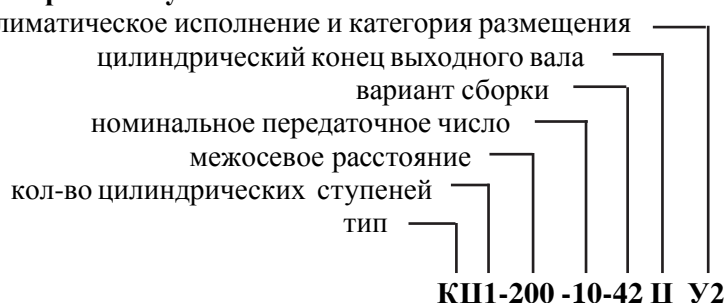 лиматическое исполнение и категория размещения
цилиндрический конец выходного вала
вариант сборки
номинальное передаточное число
межосевое расстояние
кол-во цилиндрических ступеней
тип
КЦ1-200 -10-42 Ц У2